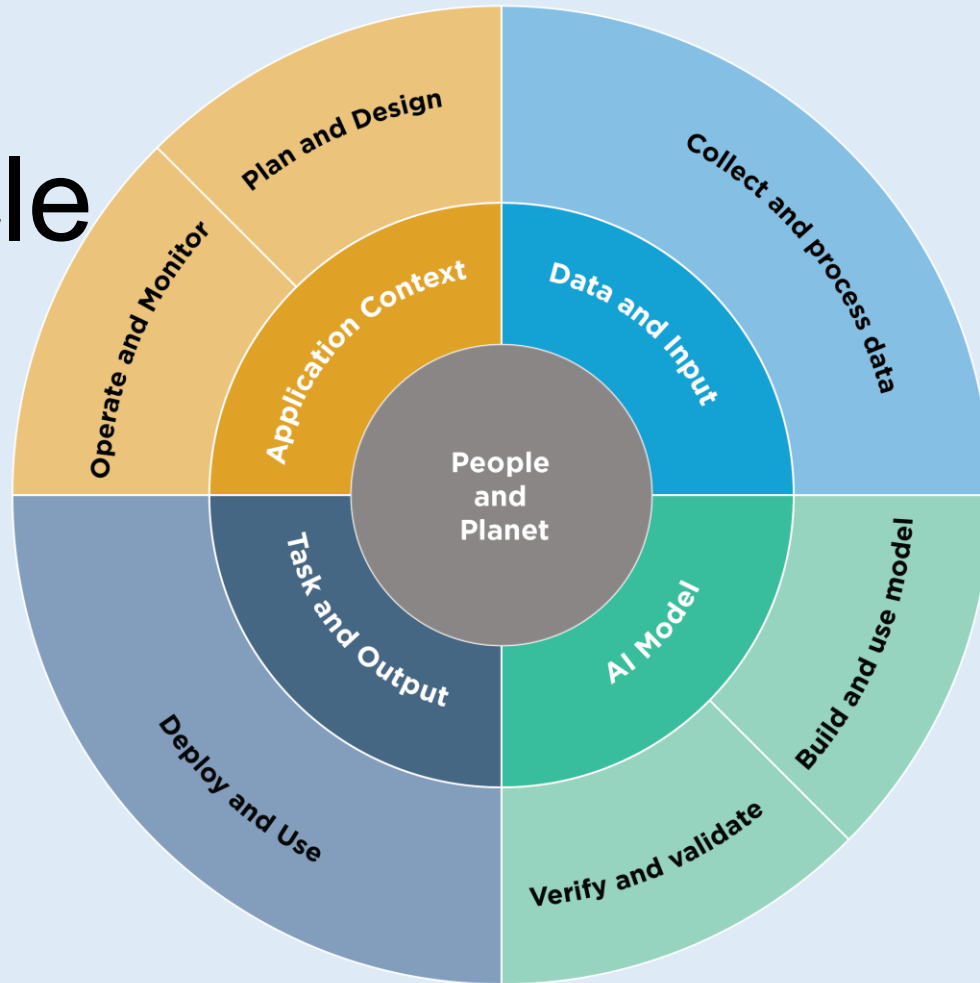 le
Plan and Design
Collect and process data
Operate and Monitor
Application Context
Data and Input
People
and
Planet
Task and Output
AI Model
Build and use model
Deploy and Use
Verify and validate